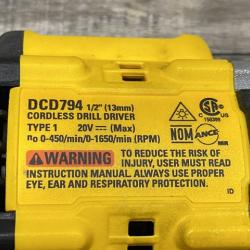 DCD794 1/2" (13mm)
CORDLESS DRILL DRIVER
TYPE 1 20V ⎓ (Max)
no 0-450/min/0-1650/min (RPM)
NOM ANCE
WARNING TO REDUCE THE RISK OF
INJURY, USER MUST READ
INSTRUCTION MANUAL. ALWAYS USE PROPER
EYE, EAR AND RESPIRATORY PROTECTION.
ID